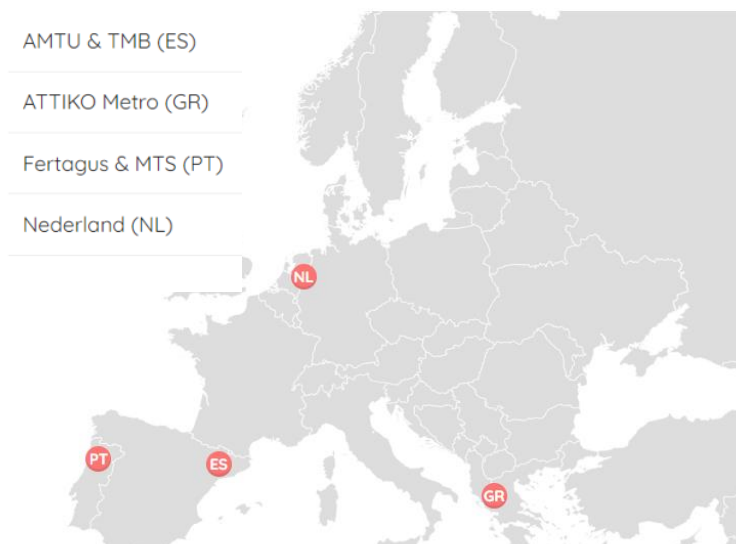 AMTU & TMB (ES)
ATTIKO Metro (GR)
Fertagus & MTS (PT)
Nederland (NL)
NL
PT
ES
GR